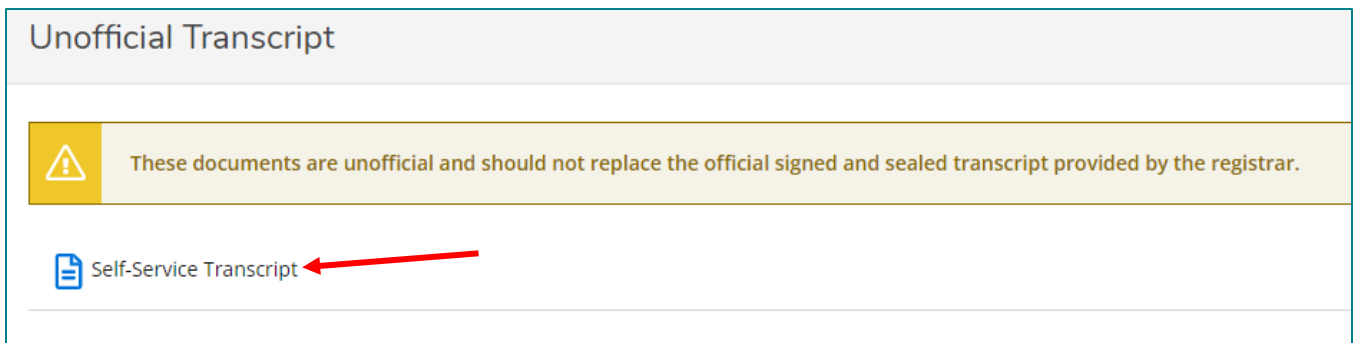 Unofficial Transcript
These documents are unofficial and should not replace the official signed and sealed transcript provided by the registrar.
Self-Service Transcript